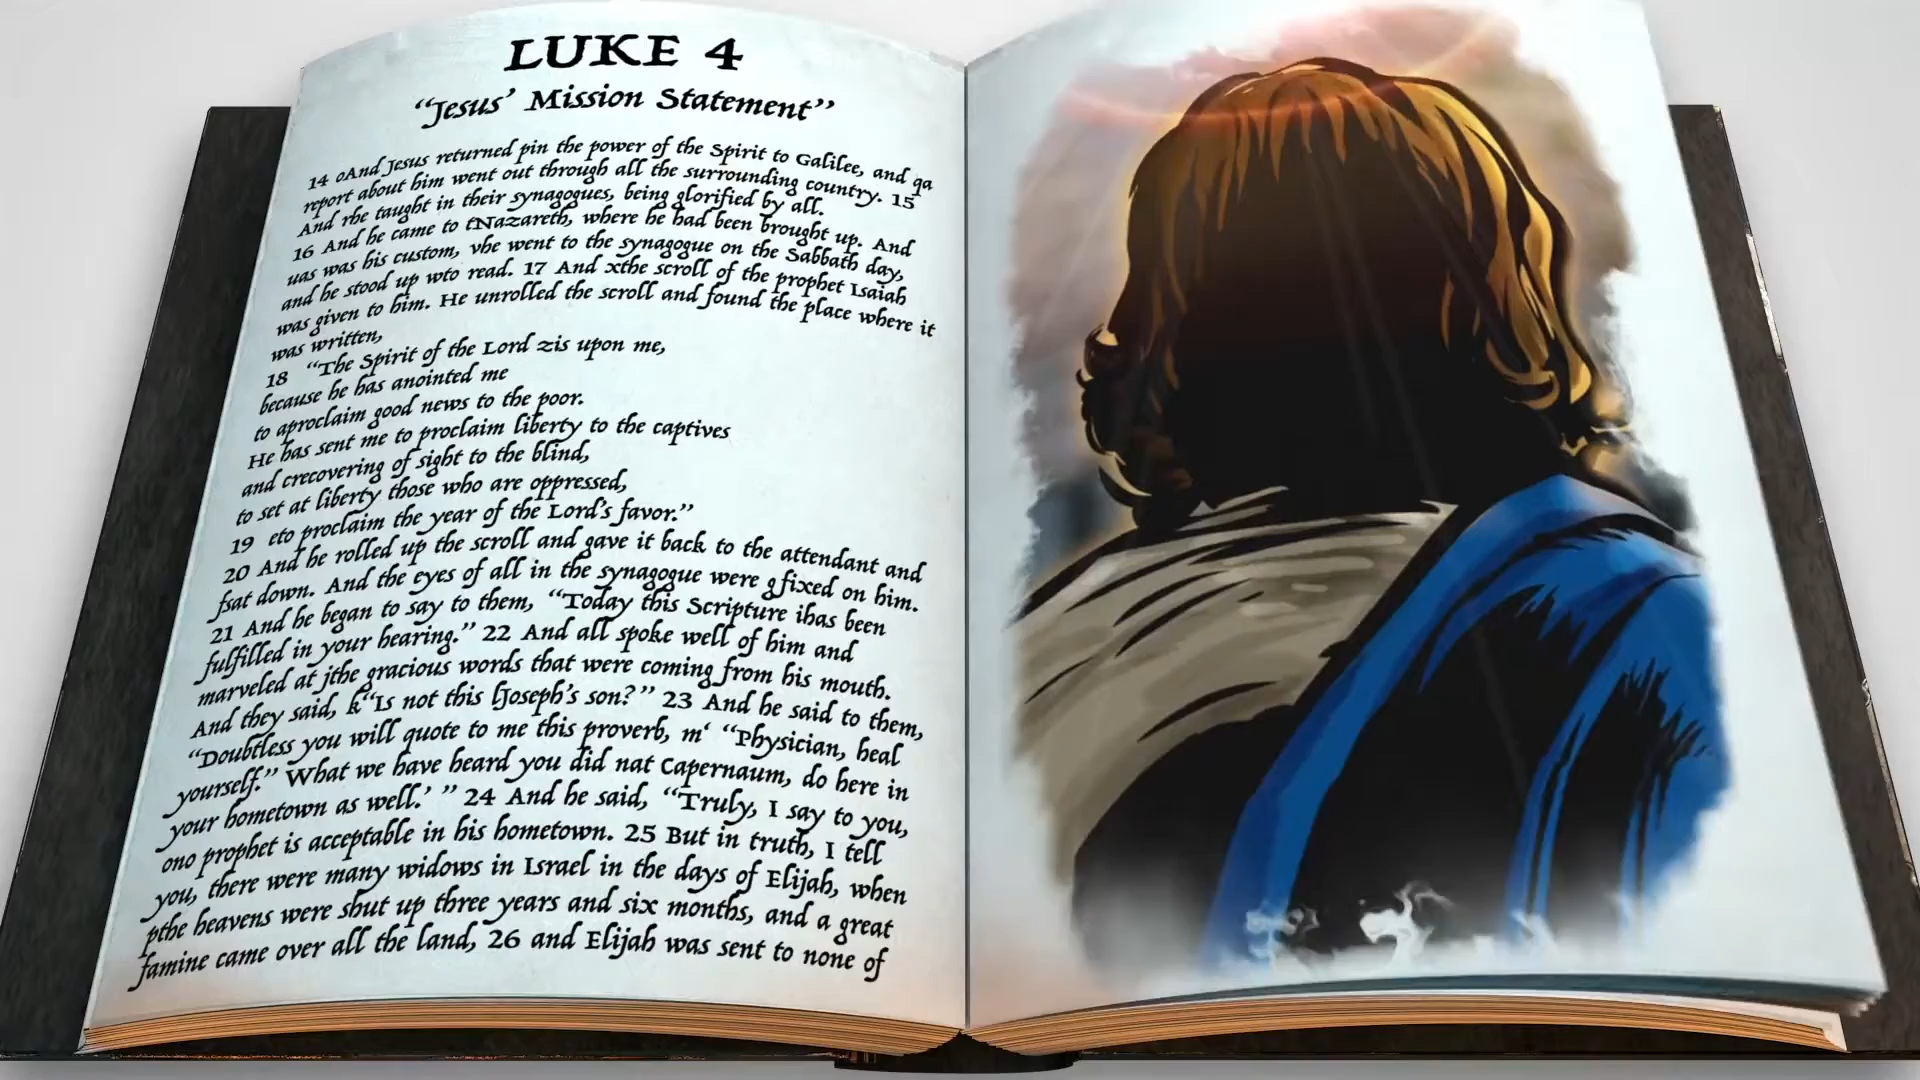 LUKE 4
“Jesus’ Mission Statement”
14 oAnd Jesus returned pin the power of the Spirit to Galilee, and qa
report about him went out through all the surrounding country. 15
And rhe taught in their synagogues, being glorified by all.
16 And he came to tNazareth, where he had been brought up. And
uas was his custom, vhe went to the synagogue on the Sabbath day,
and he stood up wto read. 17 And xthe scroll of the prophet Isaiah
was given to him. He unrolled the scroll and found the place where it
was written,
18 “The Spirit of the Lord zis upon me,
because he has anointed me
to aproclaim good news to the poor.
He has sent me to proclaim liberty to the captives
and crecovering of sight to the blind,
to set at liberty those who are oppressed,
19 eto proclaim the year of the Lord’s favor.”
20 And he rolled up the scroll and gave it back to the attendant and
fsat down. And the eyes of all in the synagogue were gfixed on him.
21 And he began to say to them, “Today this Scripture ihas been
fulfilled in your hearing.” 22 And all spoke well of him and
marveled at jthe gracious words that were coming from his mouth.
And they said, k“Is not this lJoseph’s son?” 23 And he said to them,
“Doubtless you will quote to me this proverb, m‘ “Physician, heal
yourself.” What we have heard you did nat Capernaum, do here in
your hometown as well.’ ” 24 And he said, “Truly, I say to you,
ono prophet is acceptable in his hometown. 25 But in truth, I tell
you, there were many widows in Israel in the days of Elijah, when
pthe heavens were shut up three years and six months, and a great
famine came over all the land, 26 and Elijah was sent to none of